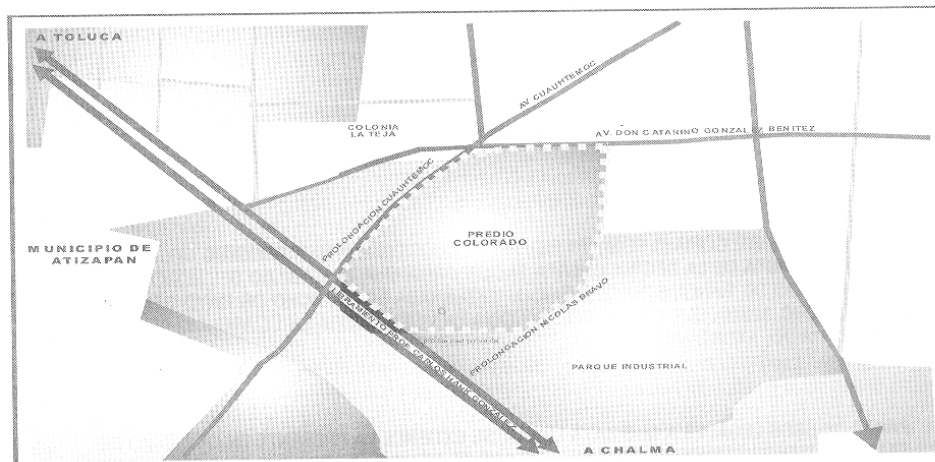 A TOLUCA
AV CUAUHTEMOC
COLONIA
LA TEJA
AV. DON CATARINO GONZALEZ BENITEZ
PROLONGACION CUAUHTEMOC
PREDIO
COLORADO
MUNICIPIO DE
ATIZAPAN
LIBRAMIENTO PROF. CARLOS HANK GONZALEZ
PROLONGACION NICOLAS BRAVO
PARQUE INDUSTRIAL
A CHALMA